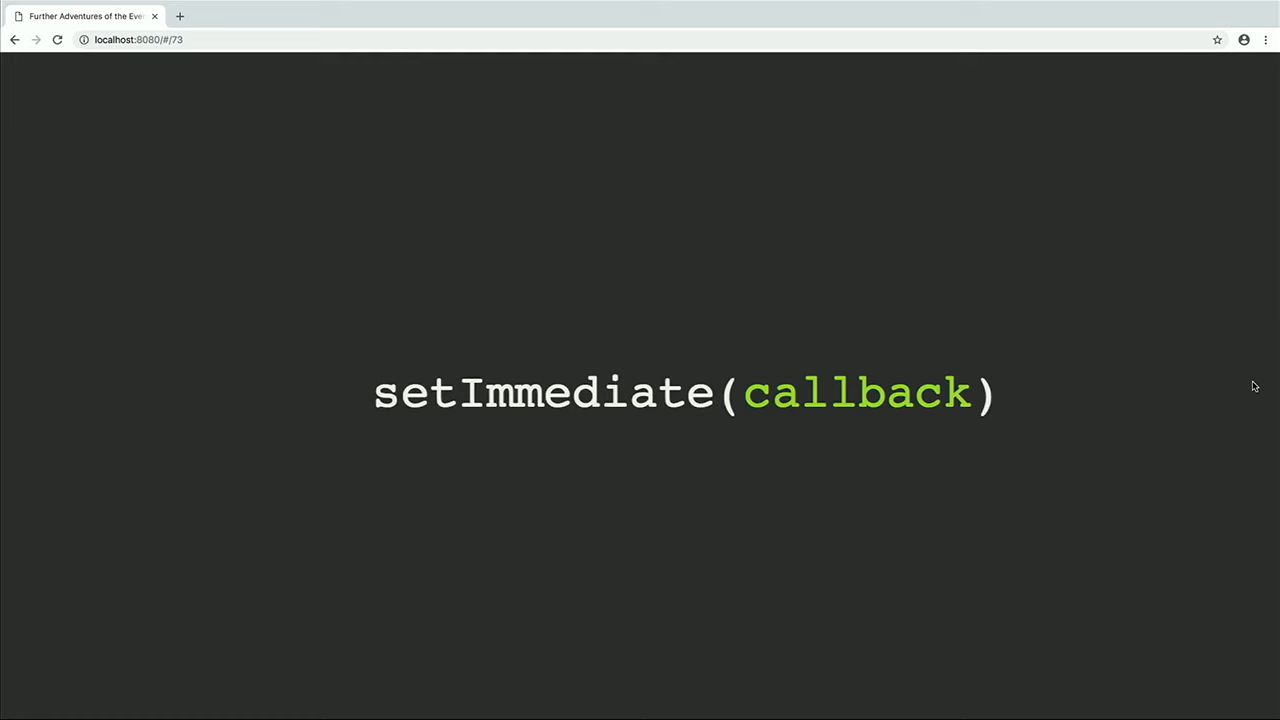 Further Adventures of the Eve
localhost:8080/#/73
setImmediate(callback)